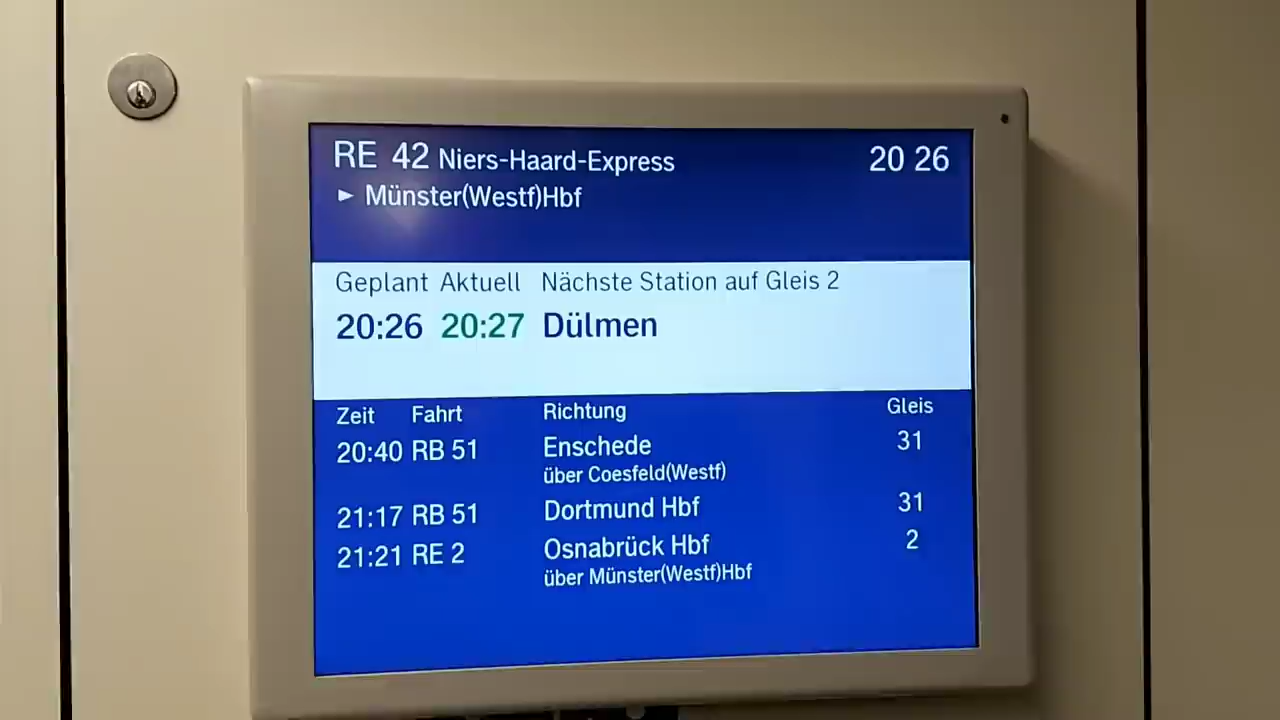 RE 42 Niers-Haard-Express 20 26
► Münster(Westf)Hbf
Geplant Aktuell Nächste Station auf Gleis 2
20:26 20:27 Dülmen
Zeit Fahrt Richtung Gleis
20:40 RB 51 Enschede 31
über Coesfeld(Westf)
21:17 RB 51 Dortmund Hbf 31
21:21 RE 2 Osnabrück Hbf 2
über Münster(Westf)Hbf